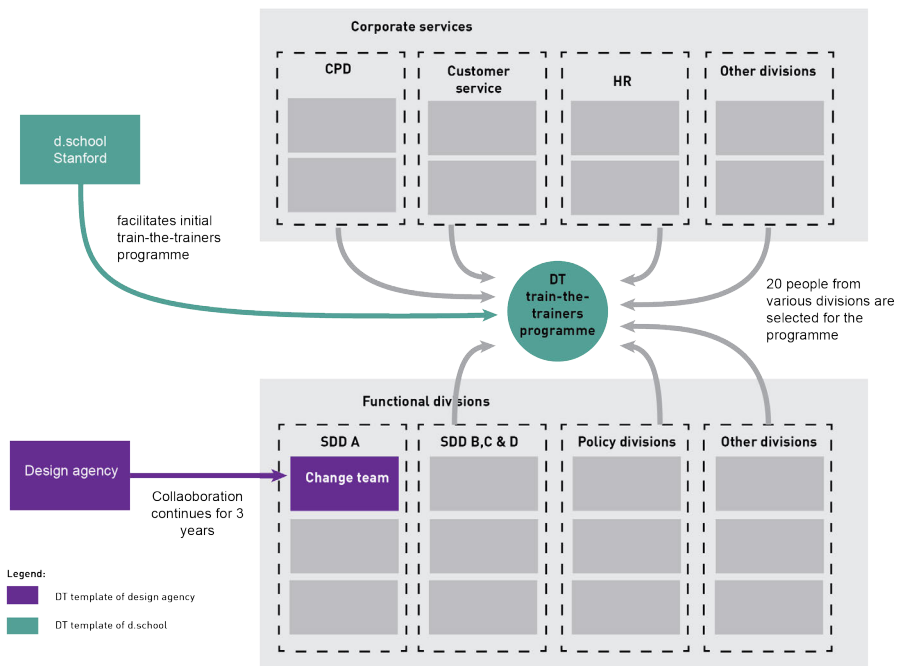 Corporate services
CPD
Customer
service
HR
Other divisions
d.school
Stanford
facilitates initial
train-the-trainers
programme
DT
train-the-
trainers
programme
20 people from
various divisions are
selected for the
programme
Functional divisions
SDD A
SDD B,C & D
Policy divisions
Other divisions
Design agency
Change team
Collaoboration
continues for 3
years
Legend:
DT template of design agency
DT template of d.school